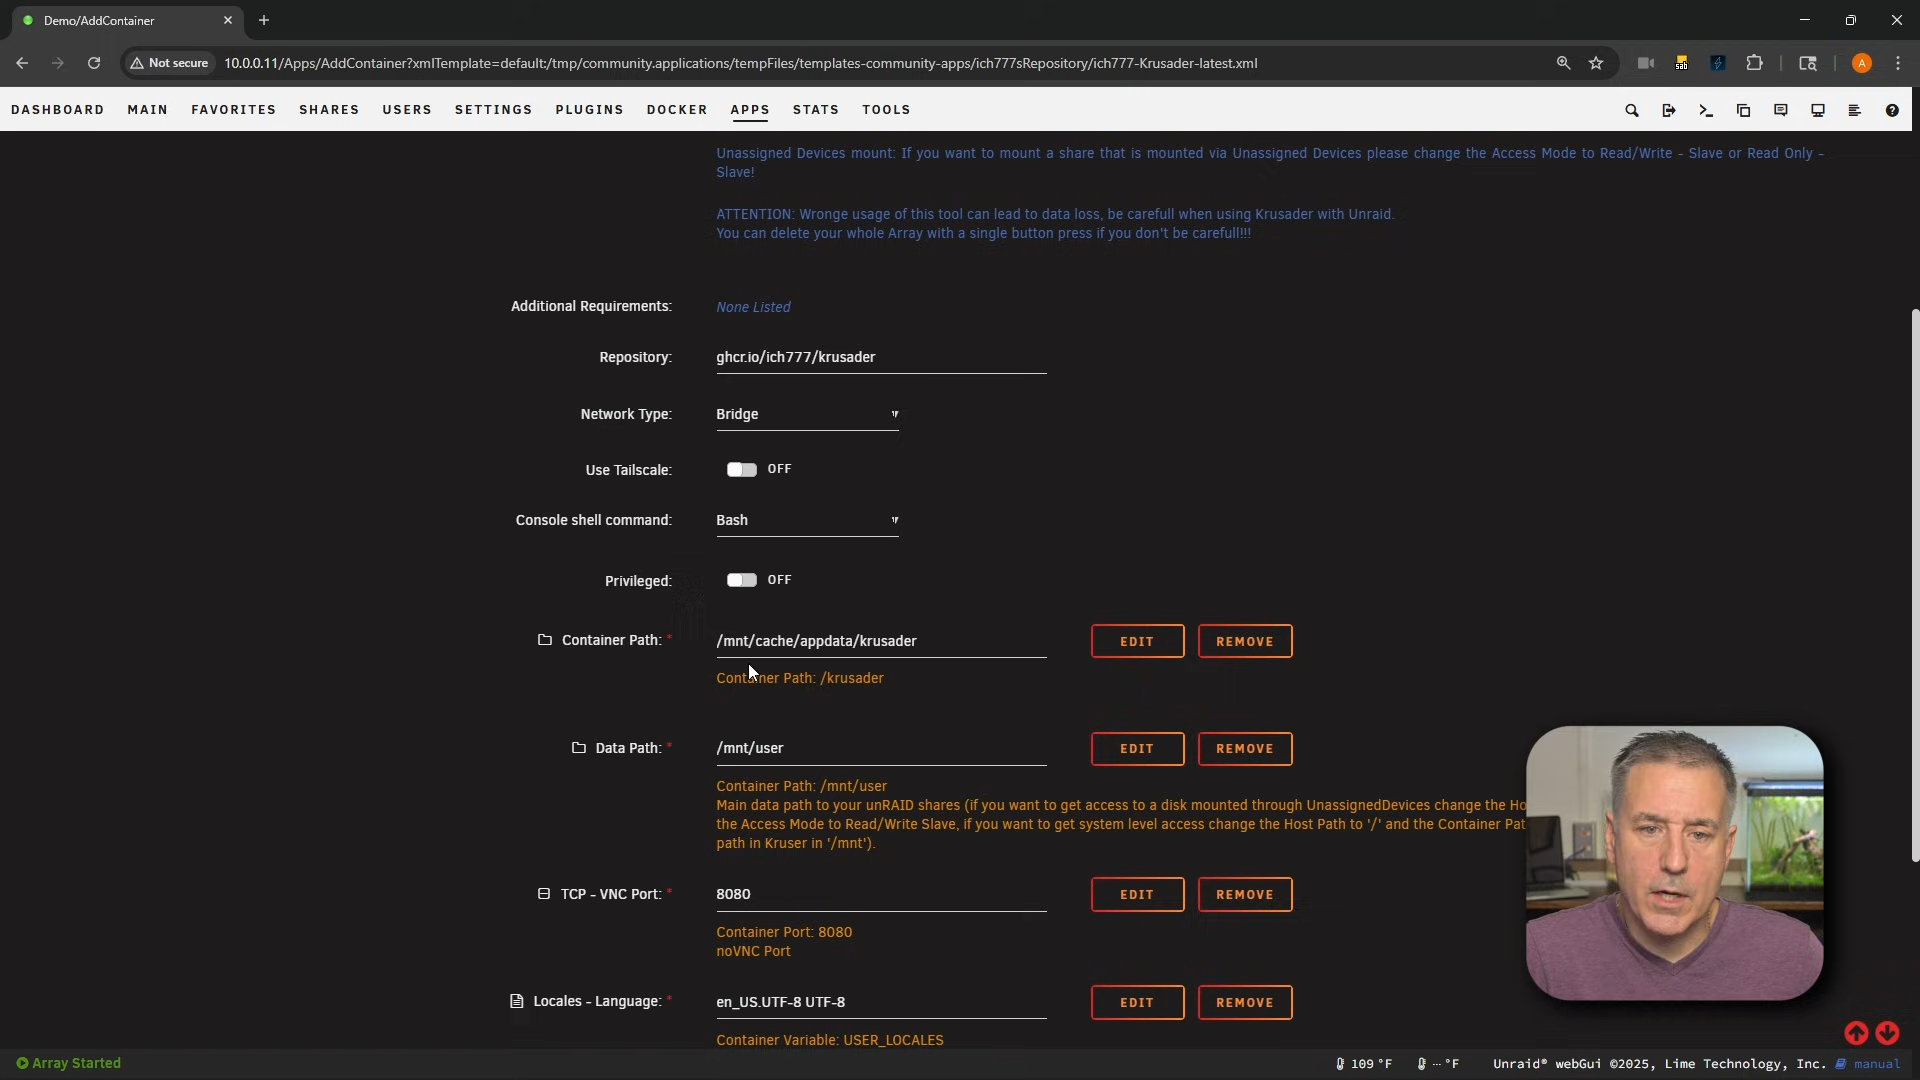 Demo/AddContainer
Not secure
10.0.0.11/Apps/AddContainer?xmlTemplate=default:/tmp/community.applications/tempFiles/templates-community-apps/ich777sRepository/ich777-Krusader-latest.xml
DASHBOARD MAIN FAVORITES SHARES USERS SETTINGS PLUGINS DOCKER APPS STATS TOOLS
Unassigned Devices mount: If you want to mount a share that is mounted via Unassigned Devices please change the Access Mode to Read/Write - Slave or Read Only -
Slave!
ATTENTION: Wronge usage of this tool can lead to data loss, be carefull when using Krusader with Unraid.
You can delete your whole Array with a single button press if you don't be carefull!!!
Additional Requirements: None Listed
Repository: ghcr.io/ich777/krusader
Network Type: Bridge
Use Tailscale: OFF
Console shell command: Bash
Privileged: OFF
Container Path: * /mnt/cache/appdata/krusader EDIT REMOVE
Container Path: /krusader
Data Path: * /mnt/user EDIT REMOVE
Container Path: /mnt/user
Main data path to your unRAID shares (if you want to get access to a disk mounted through UnassignedDevices change the Ho
the Access Mode to Read/Write Slave, if you want to get system level access change the Host Path to '/' and the Container Pat
path in Kruser in '/mnt').
TCP - VNC Port: * 8080 EDIT REMOVE
Container Port: 8080
noVNC Port
Locales - Language: * en_US.UTF-8 UTF-8 EDIT REMOVE
Container Variable: USER_LOCALES
Array Started 109 °F -- °F Unraid® webGui ©2025, Lime Technology, Inc. manual